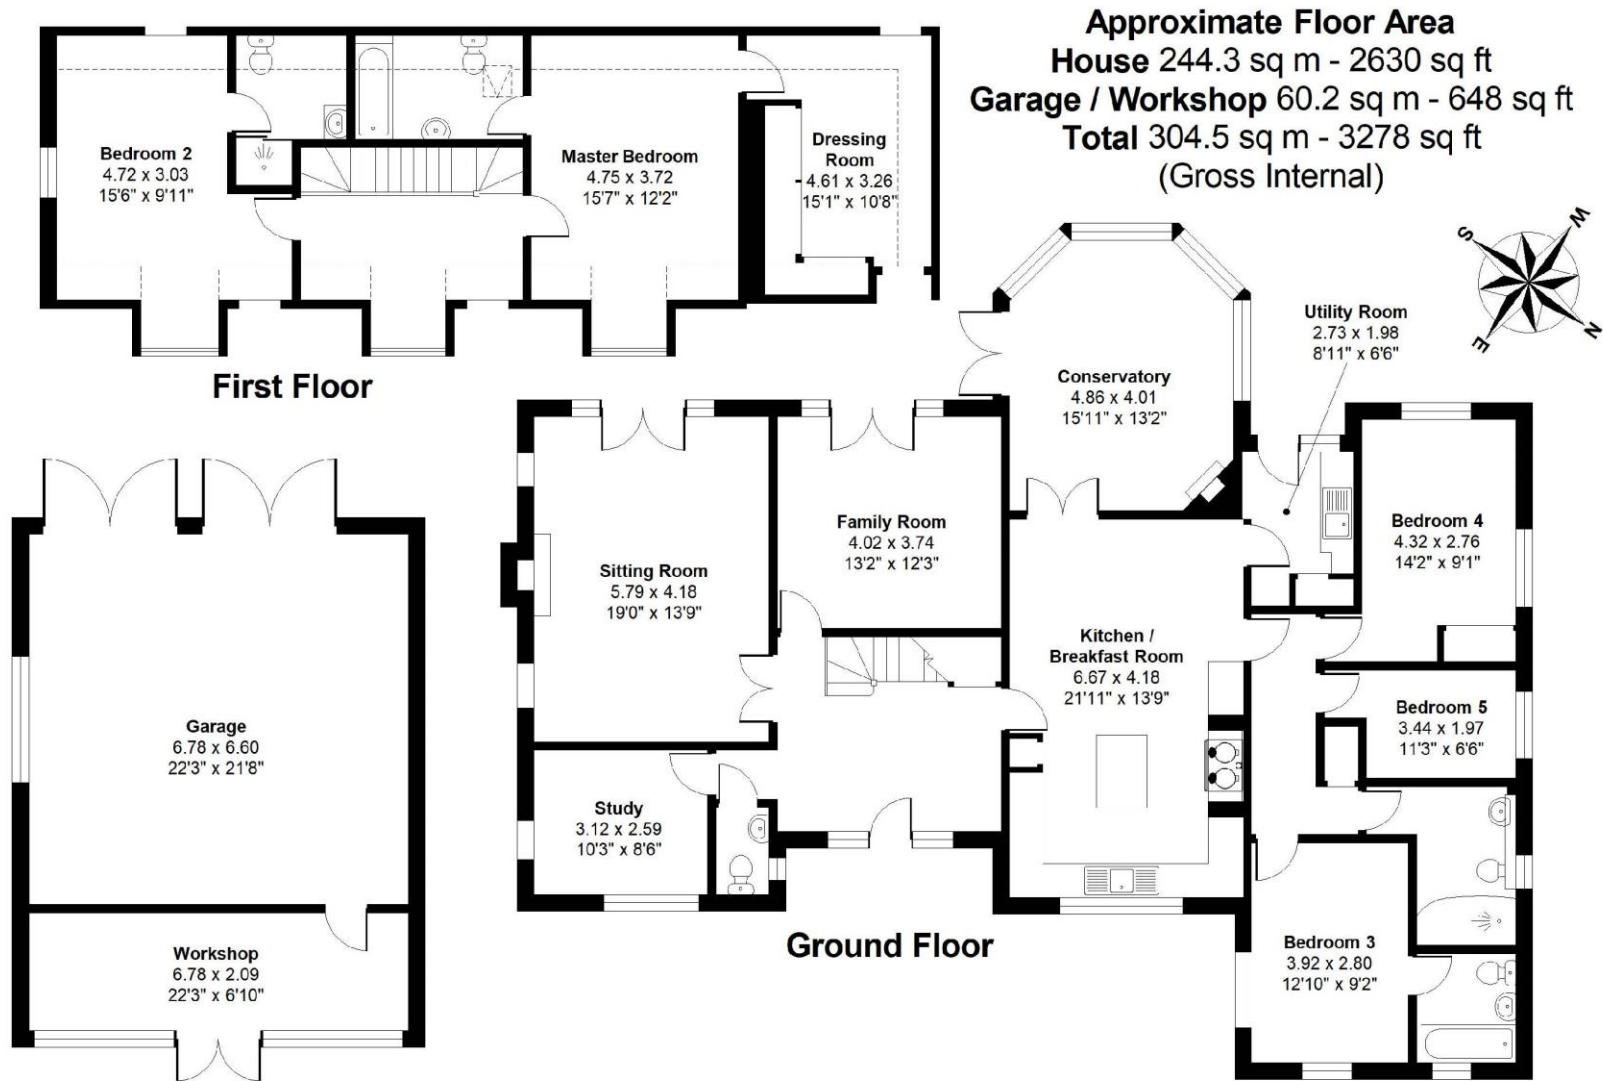 Approximate Floor Area
House 244.3 sq m - 2630 sq ft
Garage / Workshop 60.2 sq m - 648 sq ft
Total 304.5 sq m - 3278 sq ft
(Gross Internal)
Bedroom 2
4.72 x 3.03
15'6" x 9'11"
Master Bedroom
4.75 x 3.72
15'7" x 12'2"
Dressing
Room
4.61 x 3.26
15'1" x 10'8"
First Floor
S
W
E
N
Conservatory
4.86 x 4.01
15'11" x 13'2"
Utility Room
2.73 x 1.98
8'11" x 6'6"
Sitting Room
5.79 x 4.18
19'0" x 13'9"
Family Room
4.02 x 3.74
13'2" x 12'3"
Kitchen /
Breakfast Room
6.67 x 4.18
21'11" x 13'9"
Bedroom 4
4.32 x 2.76
14'2" x 9'1"
Bedroom 5
3.44 x 1.97
11'3" x 6'6"
Garage
6.78 x 6.60
22'3" x 21'8"
Study
3.12 x 2.59
10'3" x 8'6"
Workshop
6.78 x 2.09
22'3" x 6'10"
Bedroom 3
3.92 x 2.80
12'10" x 9'2"
Ground Floor